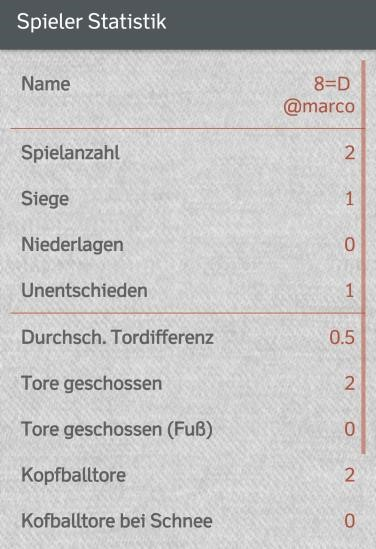 Spieler Statistik
Name 8=D
@marco
Spielanzahl 2
Siege 1
Niederlagen 0
Unentschieden 1
Durchsch. Tordifferenz 0.5
Tore geschossen 2
Tore geschossen (Fuß) 0
Kopfballtore 2
Kofballtore bei Schnee 0